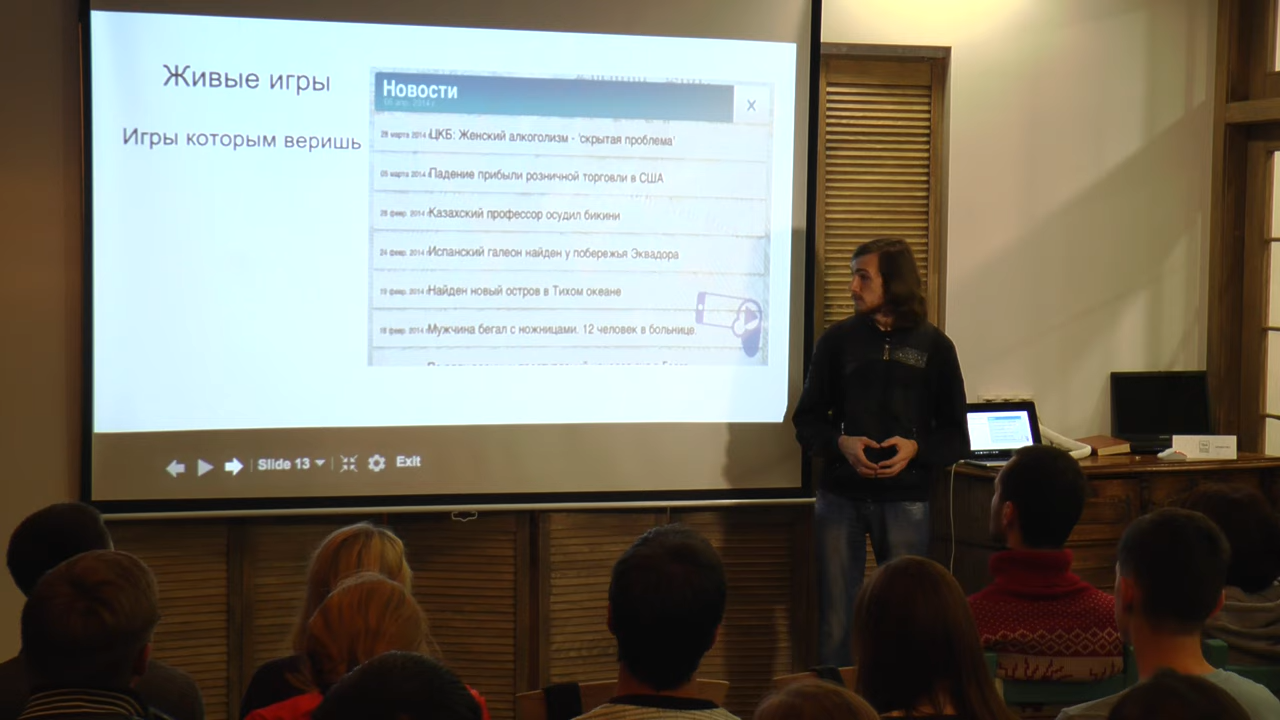 Живые игры
Игры которым веришь
Новости
06 апр. 2014 г.
x
28 марта 2014 г ЦКБ: Женский алкоголизм - 'скрытая проблема'
05 марта 2014 г Падение прибыли розничной торговли в США
26 февр. 2014 г Казахский профессор осудил бикини
24 февр. 2014 г Испанский галеон найден у побережья Эквадора
19 февр. 2014 г Найден новый остров в Тихом океане
18 февр. 2014 г Мужчина бегал с ножницами. 12 человек в больнице.
Slide 13
Exit